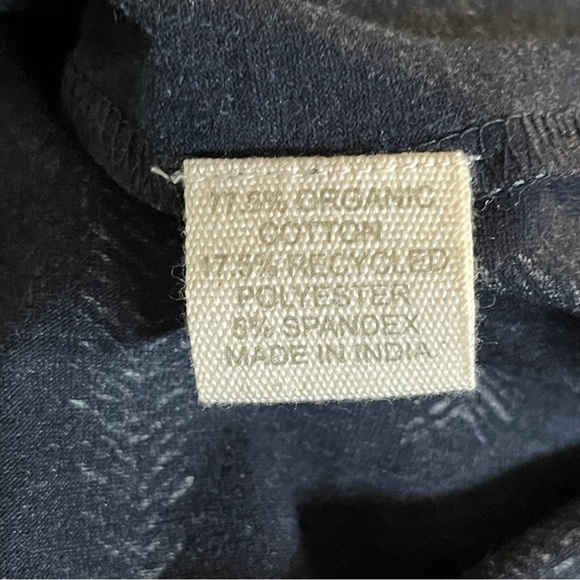 77.5% ORGANIC
COTTON
17.5% RECYCLED
POLYESTER
5% SPANDEX
MADE IN INDIA